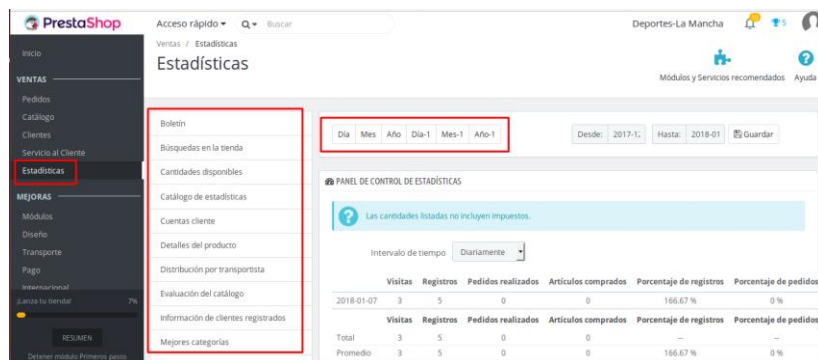 PrestaShop
Acceso rápido
Buscar
Deportes-La Mancha
5
Ventas / Estadísticas
Estadísticas
Módulos y Servicios recomendados
Ayuda
Inicio
VENTAS
Pedidos
Catálogo
Clientes
Servicio al Cliente
Estadísticas
MEJORAS
Módulos
Diseño
Transporte
Pago
Internacional
¡Lanza tu tienda! 7%
RESUMEN
Detener módulo Primeros pasos
Boletín
Búsquedas en la tienda
Cantidades disponibles
Catálogo de estadísticas
Cuentas cliente
Detalles del producto
Distribución por transportista
Evaluación del catálogo
Información de clientes registrados
Mejores categorías
Día Mes Año Día-1 Mes-1 Año-1
Desde: 2017-12 Hasta: 2018-01 Guardar
PANEL DE CONTROL DE ESTADÍSTICAS
Las cantidades listadas no incluyen impuestos.
Intervalo de tiempo Diariamente
Visitas Registros Pedidos realizados Artículos comprados Porcentaje de registros Porcentaje de pedidos
2018-01-07 3 5 0 0 166.67 % 0 %
Visitas Registros Pedidos realizados Artículos comprados Porcentaje de registros Porcentaje de pedidos
Total 3 5 0 0 -- --
Promedio 3 5 0 0 166.67 % 0 %